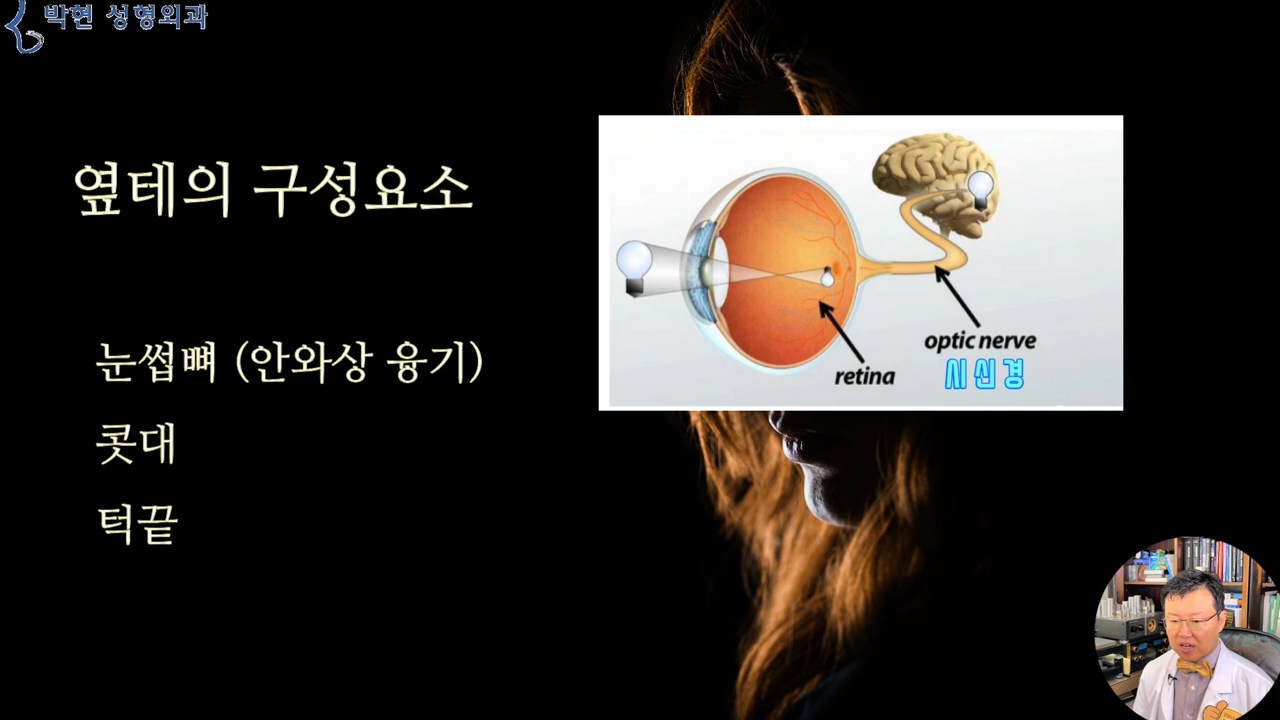 박현 성형외과
옆테의 구성요소
눈썹뼈 (안와상 융기)
콧대
턱끝
optic nerve
시신경
retina